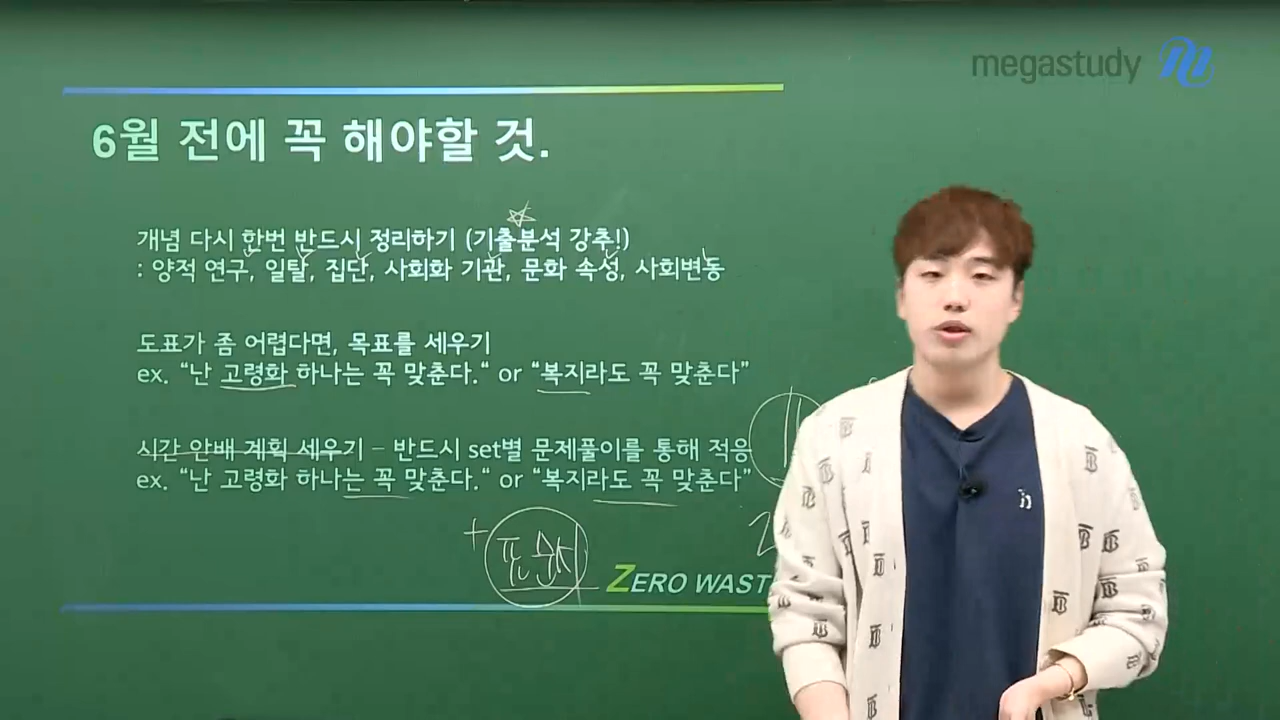 megastudy
6월 전에 꼭 해야할 것.
개념 다시 한번 반드시 정리하기 (기출분석 강추!)
: 양적 연구, 일탈, 집단, 사회화 기관, 문화 속성, 사회변동
도표가 좀 어렵다면, 목표를 세우기
ex. “난 고령화 하나는 꼭 맞춘다.“ or “복지라도 꼭 맞춘다”
시간 안배 계획 세우기 – 반드시 set별 문제풀이를 통해 적응
ex. “난 고령화 하나는 꼭 맞춘다.“ or “복지라도 꼭 맞춘다”
ZERO WAST